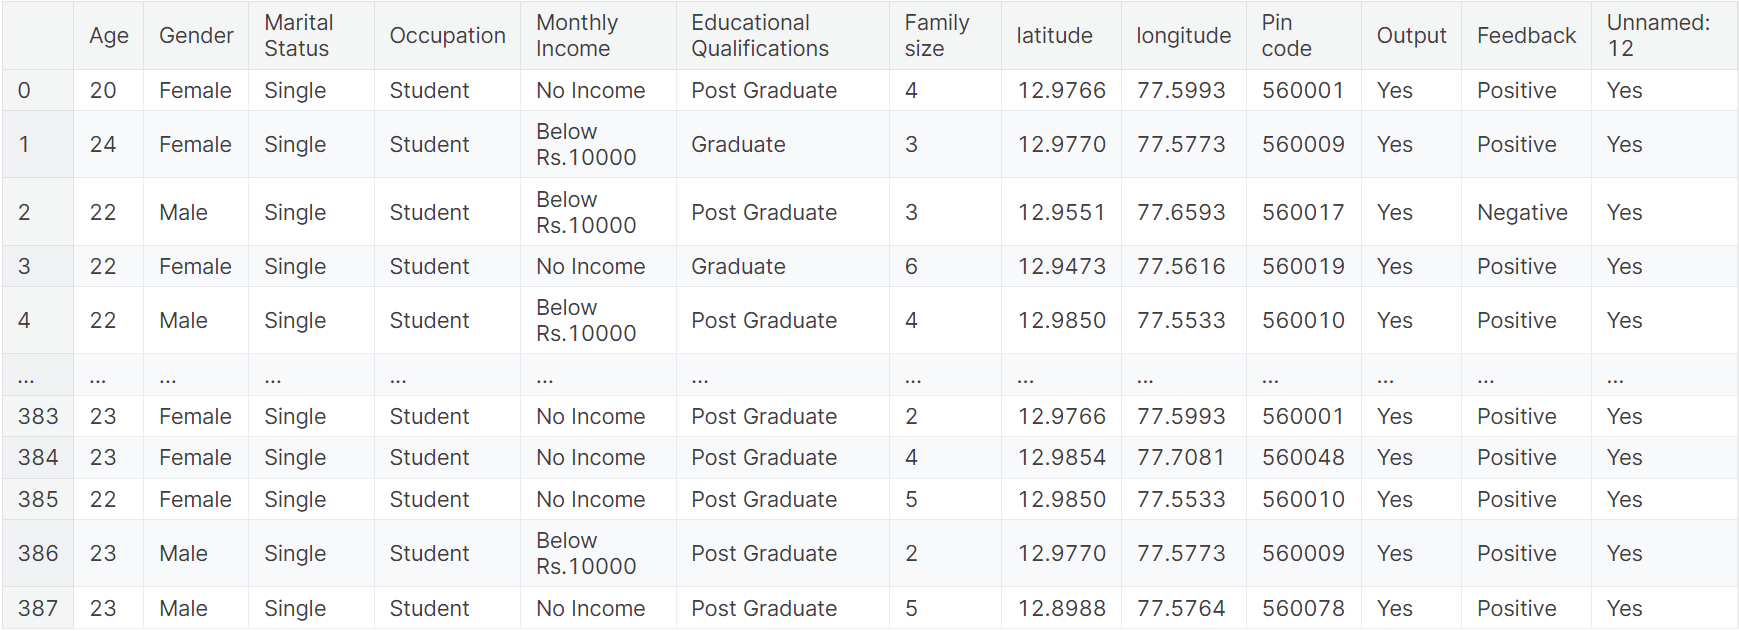 Age Gender Marital Status Occupation Monthly Income Educational Qualifications Family size latitude longitude Pin code Output Feedback Unnamed: 12
0 20 Female Single Student No Income Post Graduate 4 12.9766 77.5993 560001 Yes Positive Yes
1 24 Female Single Student Below Rs.10000 Graduate 3 12.9770 77.5773 560009 Yes Positive Yes
2 22 Male Single Student Below Rs.10000 Post Graduate 3 12.9551 77.6593 560017 Yes Negative Yes
3 22 Female Single Student No Income Graduate 6 12.9473 77.5616 560019 Yes Positive Yes
4 22 Male Single Student Below Rs.10000 Post Graduate 4 12.9850 77.5533 560010 Yes Positive Yes
... ... ... ... ... ... ... ... ... ... ... ... ... ...
383 23 Female Single Student No Income Post Graduate 2 12.9766 77.5993 560001 Yes Positive Yes
384 23 Female Single Student No Income Post Graduate 4 12.9854 77.7081 560048 Yes Positive Yes
385 22 Female Single Student No Income Post Graduate 5 12.9850 77.5533 560010 Yes Positive Yes
386 23 Male Single Student Below Rs.10000 Post Graduate 2 12.9770 77.5773 560009 Yes Positive Yes
387 23 Male Single Student No Income Post Graduate 5 12.8988 77.5764 560078 Yes Positive Yes